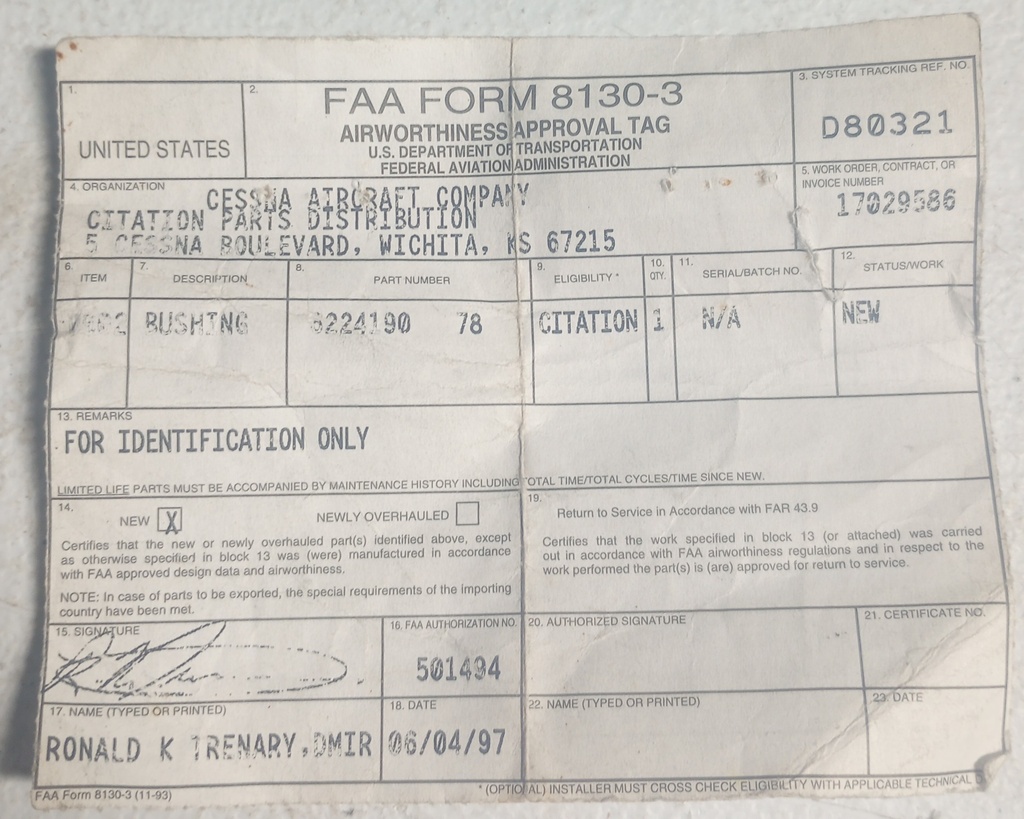 1.
UNITED STATES
2.
FAA FORM 8130-3
AIRWORTHINESS APPROVAL TAG
U.S. DEPARTMENT OF TRANSPORTATION
FEDERAL AVIATION ADMINISTRATION
3. SYSTEM TRACKING REF. NO.
D80321
4. ORGANIZATION
CESSNA AIRCRAFT COMPANY
CITATION PARTS DISTRIBUTION
5 CESSNA BOULEVARD, WICHITA, KS 67215
5. WORK ORDER, CONTRACT, OR
INVOICE NUMBER
17029586
6. ITEM
7. DESCRIPTION
8. PART NUMBER
9. ELIGIBILITY *
10. QTY.
11. SERIAL/BATCH NO.
12. STATUS/WORK
BUSHING
6224190 78
CITATION
1
N/A
NEW
13. REMARKS
FOR IDENTIFICATION ONLY
LIMITED LIFE PARTS MUST BE ACCOMPANIED BY MAINTENANCE HISTORY INCLUDING TOTAL TIME/TOTAL CYCLES/TIME SINCE NEW.
14.
NEW X NEWLY OVERHAULED
Certifies that the new or newly overhauled part(s) identified above, except
as otherwise specified in block 13 was (were) manufactured in accordance
with FAA approved design data and airworthiness.
NOTE: In case of parts to be exported, the special requirements of the importing
country have been met.
19.
Return to Service in Accordance with FAR 43.9
Certifies that the work specified in block 13 (or attached) was carried
out in accordance with FAA airworthiness regulations and in respect to the
work performed the part(s) is (are) approved for return to service.
15. SIGNATURE
16. FAA AUTHORIZATION NO.
501494
20. AUTHORIZED SIGNATURE
21. CERTIFICATE NO.
17. NAME (TYPED OR PRINTED)
RONALD K TRENARY,DMIR
18. DATE
06/04/97
22. NAME (TYPED OR PRINTED)
23. DATE
FAA Form 8130-3 (11-93)
* (OPTIONAL) INSTALLER MUST CROSS CHECK ELIGIBILITY WITH APPLICABLE TECHNICAL